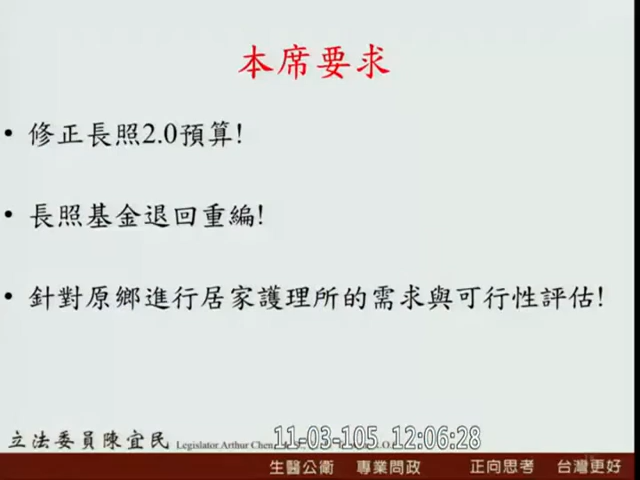 本席要求
• 修正長照2.0預算!
• 長照基金退回重編!
• 針對原鄉進行居家護理所的需求與可行性評估!
立法委員陳宜民 Legislator Arthur Chen
11-03-105 12:06:28
生醫公衛 專業問政 正向思考 台灣更好